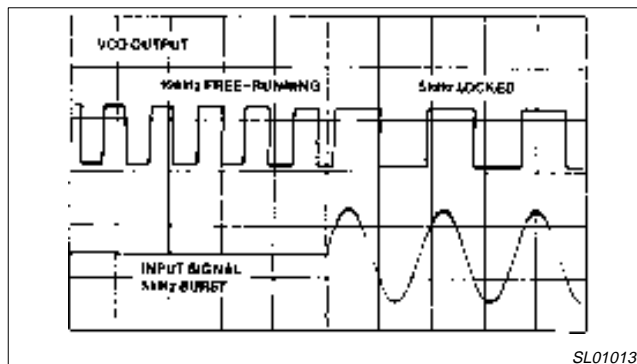 VCO OUTPUT
FREE-RUNNING
LOCKED
INPUT SIGNAL
BURST
SL01013